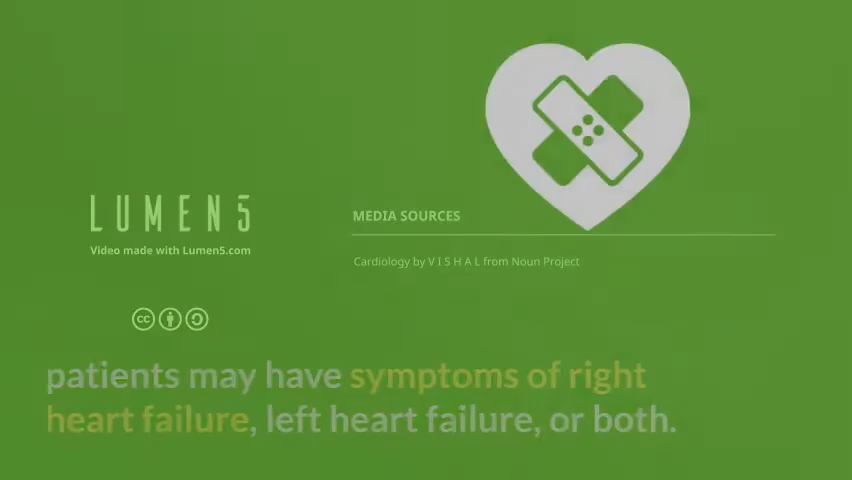 LUMEN5
Video made with Lumen5.com
MEDIA SOURCES
Cardiology by V I S H A L from Noun Project
cc
patients may have symptoms of right
heart failure, left heart failure, or both.